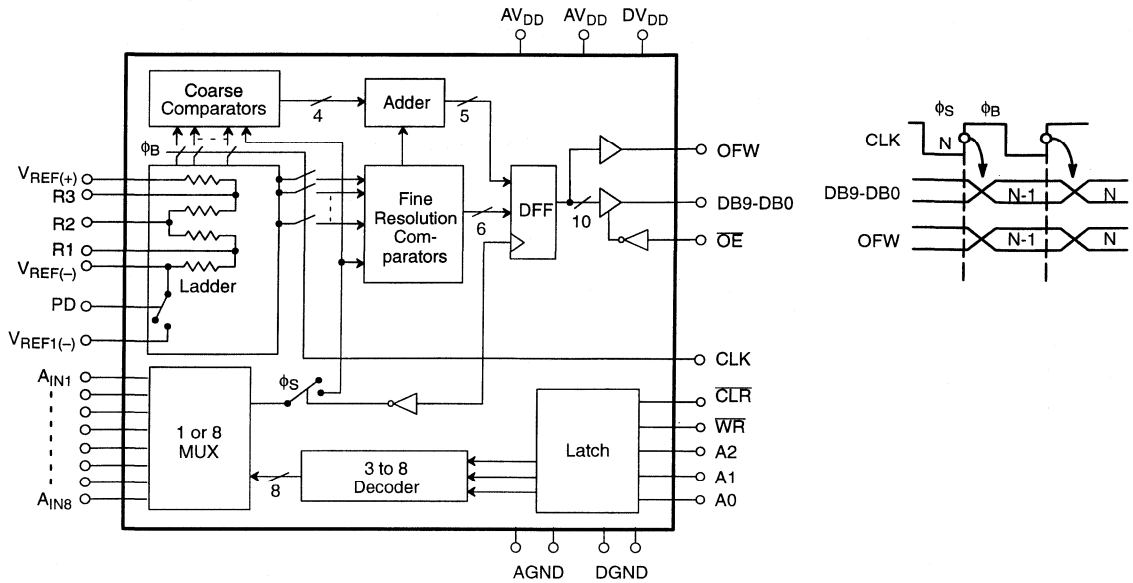 AVDD AVDD DVDD
Coarse
Comparators
4
Adder
5
ϕB
VREF(+)
R3
R2
R1
VREF(–)
Ladder
PD
VREF1(–)
Fine
Resolution
Com-
parators
6
DFF
10
OFW
DB9-DB0
OE
CLK
AIN1
AIN8
1 or 8
MUX
ϕS
8
3 to 8
Decoder
Latch
CLR
WR
A2
A1
A0
AGND DGND
ϕS ϕB
CLK N
DB9-DB0 N-1 N
OFW N-1 N